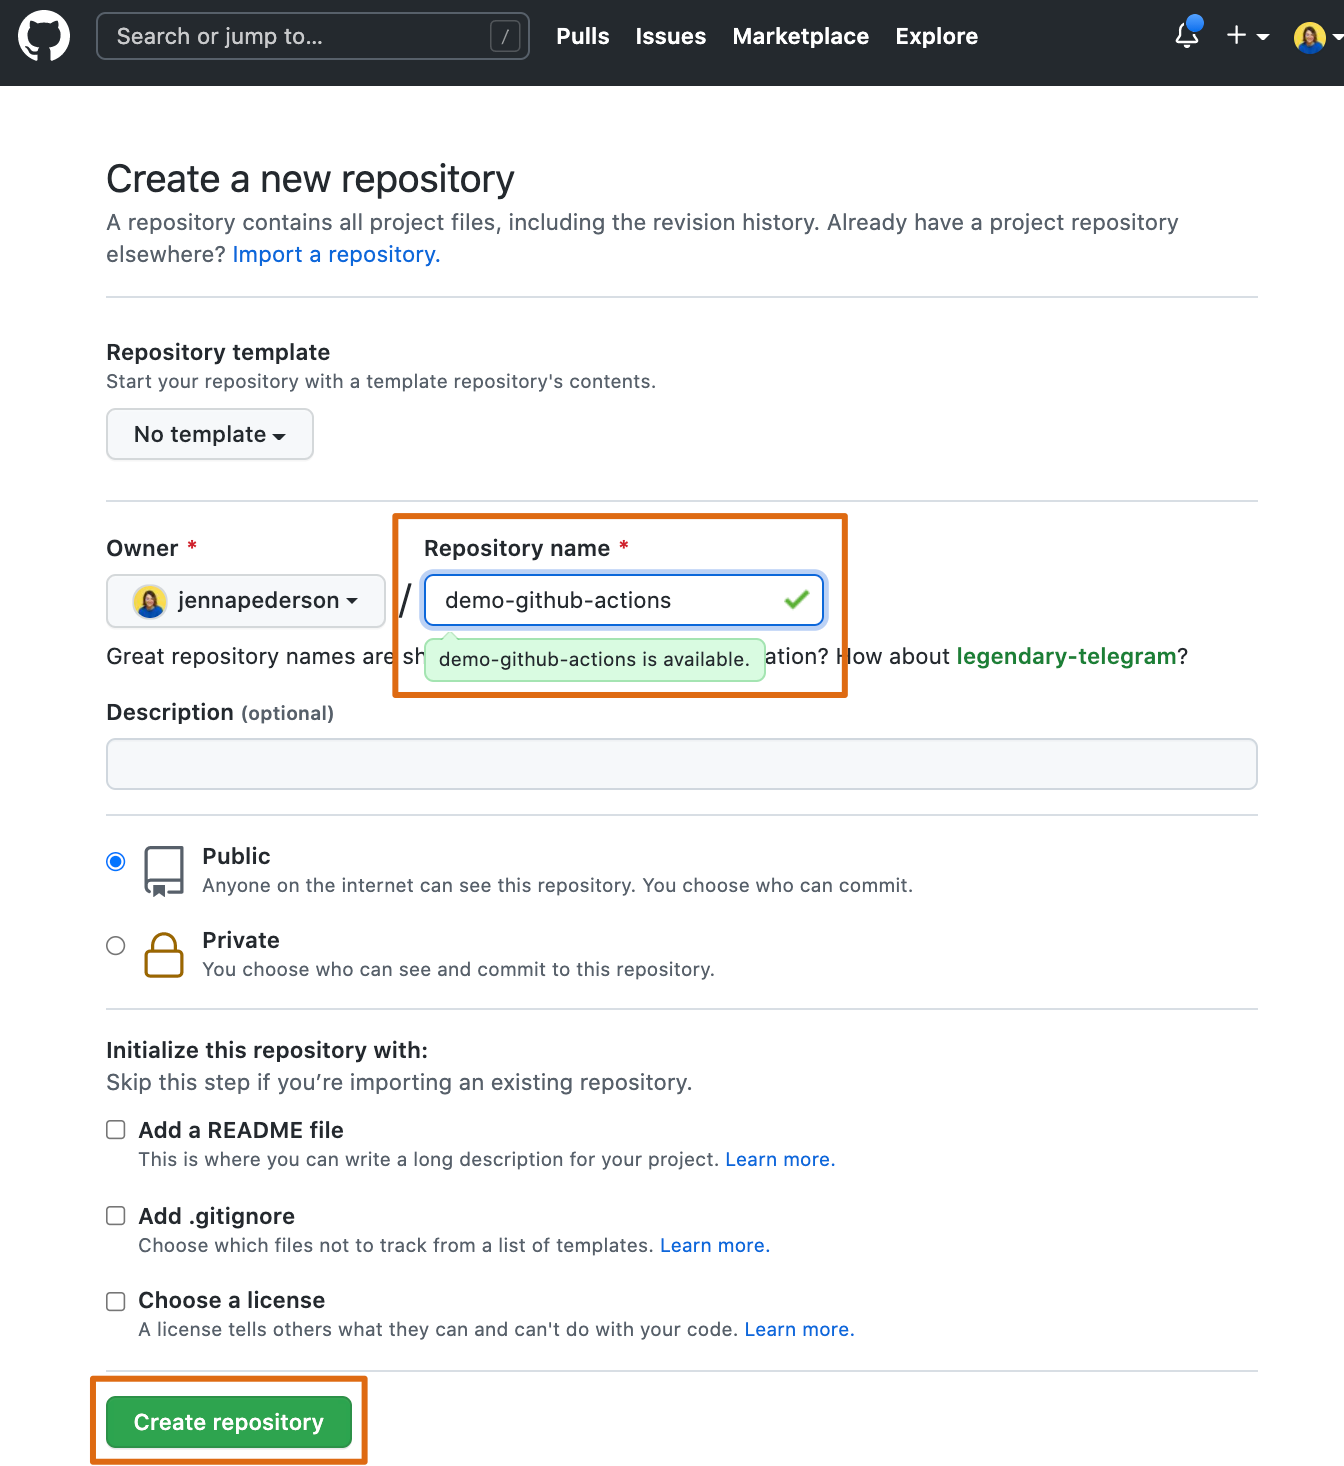 Search or jump to... / Pulls Issues Marketplace Explore
Create a new repository
A repository contains all project files, including the revision history. Already have a project repository
elsewhere? Import a repository.
Repository template
Start your repository with a template repository's contents.
No template
Owner * Repository name *
jennapederson / demo-github-actions
Great repository names are demo-github-actions is available. How about legendary-telegram?
Description (optional)
Public
Anyone on the internet can see this repository. You choose who can commit.
Private
You choose who can see and commit to this repository.
Initialize this repository with:
Skip this step if you’re importing an existing repository.
Add a README file
This is where you can write a long description for your project. Learn more.
Add .gitignore
Choose which files not to track from a list of templates. Learn more.
Choose a license
A license tells others what they can and can't do with your code. Learn more.
Create repository